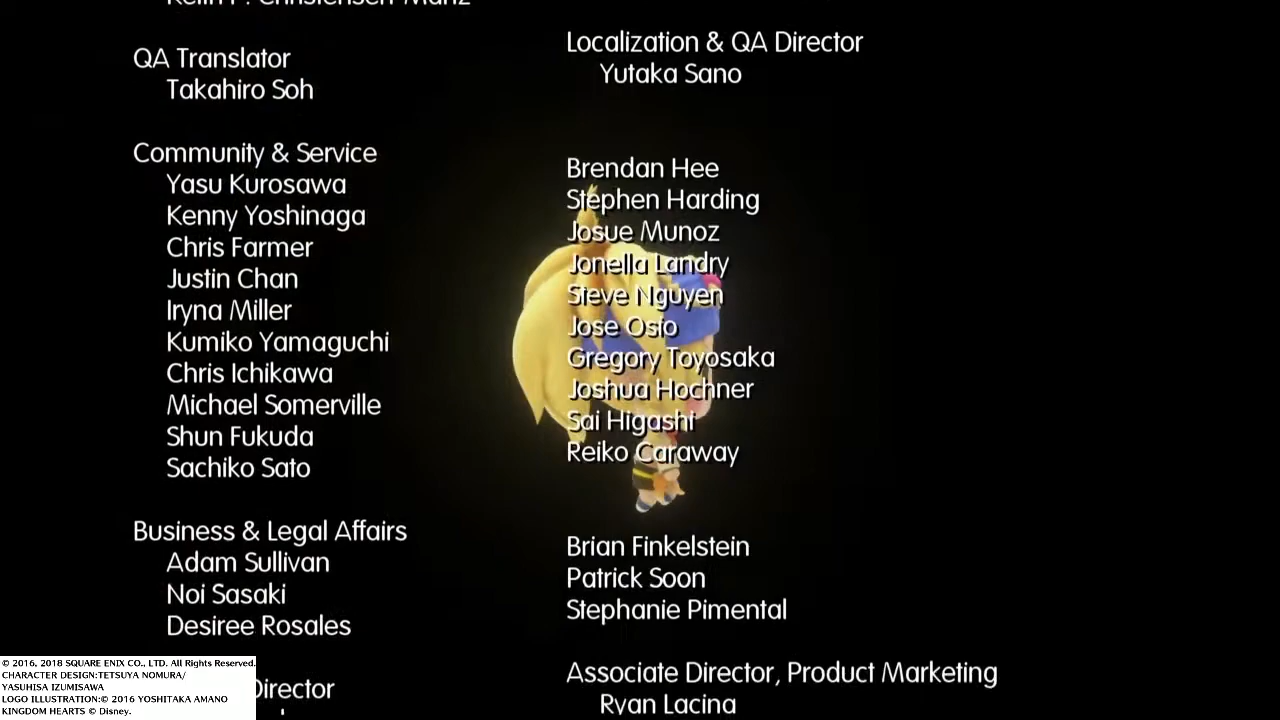 QA Translator
Takahiro Soh
Community & Service
Yasu Kurosawa
Kenny Yoshinaga
Chris Farmer
Justin Chan
Iryna Miller
Kumiko Yamaguchi
Chris Ichikawa
Michael Somerville
Shun Fukuda
Sachiko Sato
Business & Legal Affairs
Adam Sullivan
Noi Sasaki
Desiree Rosales
Director
Localization & QA Director
Yutaka Sano
Brendan Hee
Stephen Harding
Josue Munoz
Jonella Landry
Steve Nguyen
Jose Osio
Gregory Toyosaka
Joshua Hochner
Sai Higashi
Reiko Caraway
Brian Finkelstein
Patrick Soon
Stephanie Pimental
Associate Director, Product Marketing
Ryan Lacina
© 2016, 2018 SQUARE ENIX CO., LTD. All Rights Reserved.
CHARACTER DESIGN:TETSUYA NOMURA/
YASUHISA IZUMISAWA
LOGO ILLUSTRATION:© 2016 YOSHITAKA AMANO
KINGDOM HEARTS © Disney.